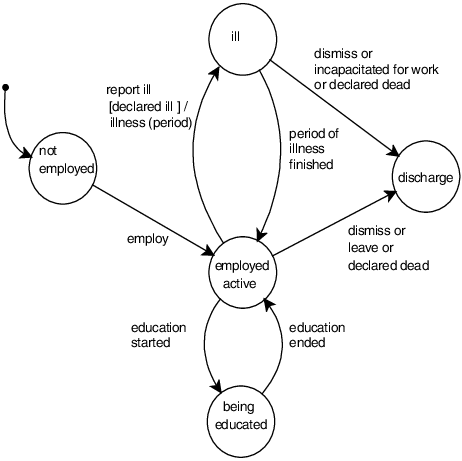 ill
dismiss or
incapacitated for work
or declared dead
report ill
[declared ill ] /
illness (period)
period of
illness
finished
not
employed
discharge
employ
dismiss or
leave or
declared dead
employed
active
education
started
education
ended
being
educated